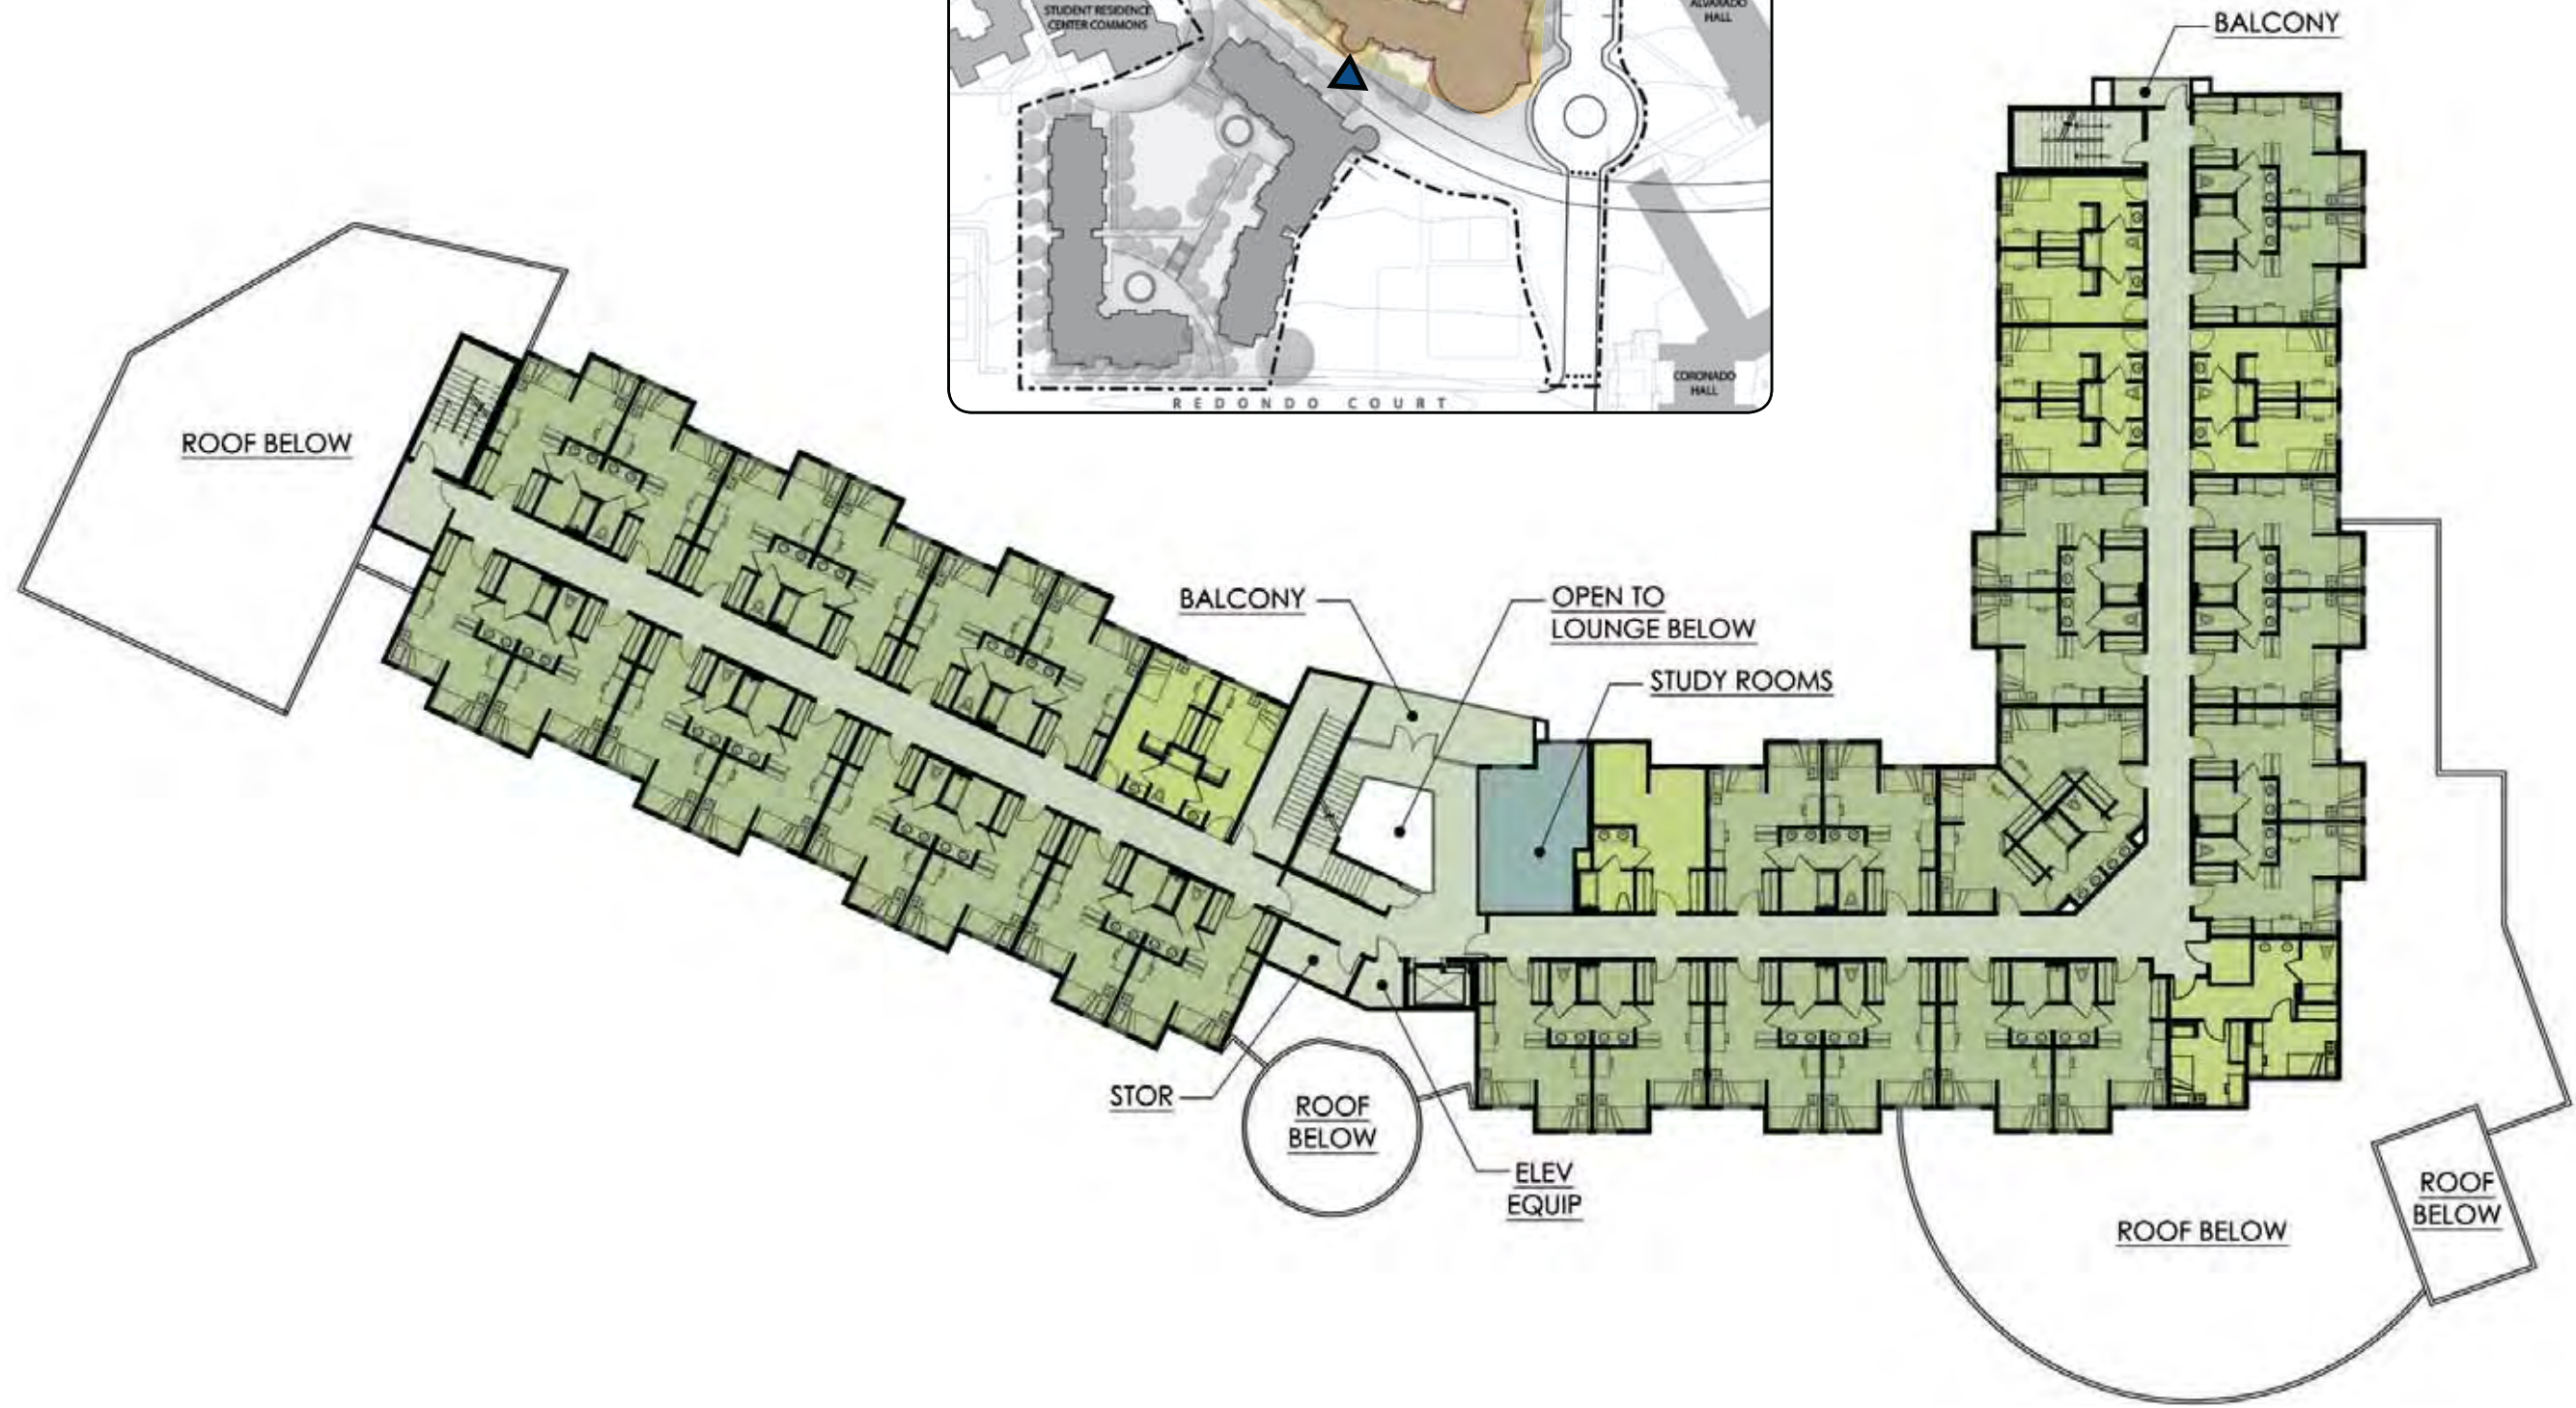 STUDENT RESIDENCE
CENTER COMMONS
ALVARADO
HALL
CORONADO
HALL
REDONDO COURT
BALCONY
ROOF BELOW
BALCONY
OPEN TO
LOUNGE BELOW
STUDY ROOMS
STOR
ROOF
BELOW
ELEV
EQUIP
ROOF BELOW
ROOF
BELOW